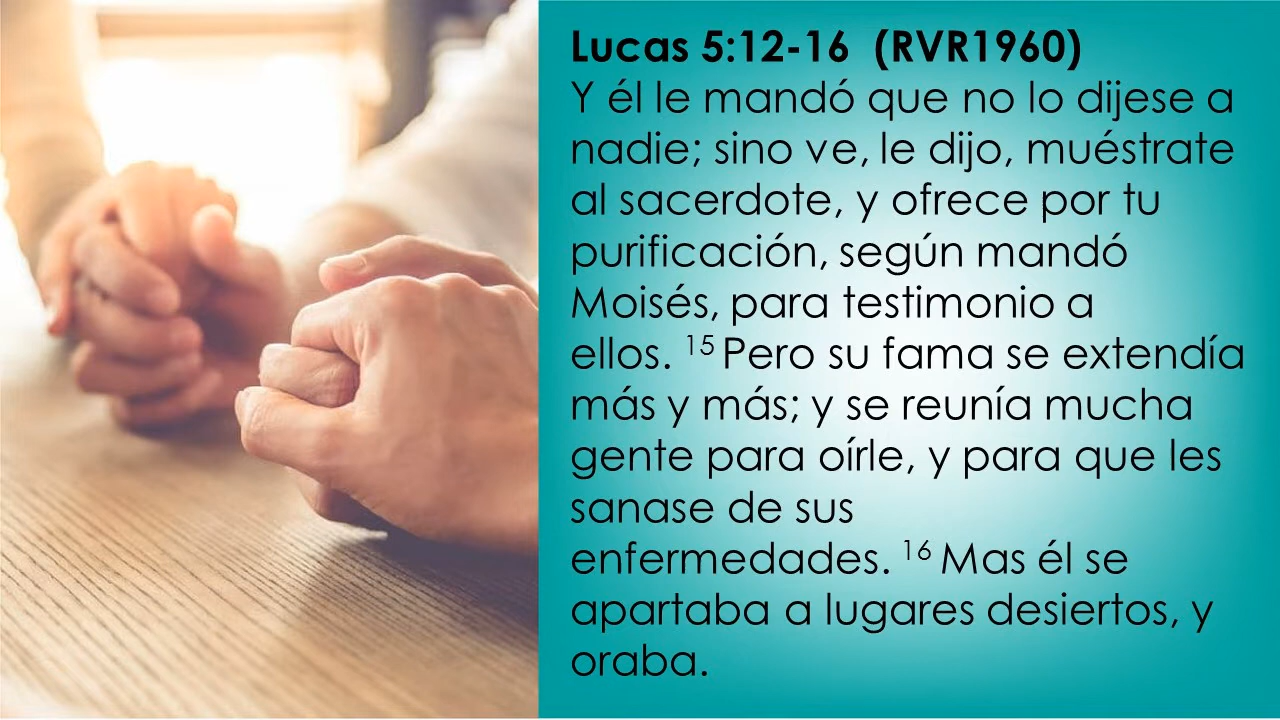 Lucas 5:12-16  (RVR1960)
Y él le mandó que no lo dijese a
nadie; sino ve, le dijo, muéstrate
al sacerdote, y ofrece por tu
purificación, según mandó
Moisés, para testimonio a
ellos. 15 Pero su fama se extendía
más y más; y se reunía mucha
gente para oírle, y para que les
sanase de sus
enfermedades. 16 Mas él se
apartaba a lugares desiertos, y
oraba.